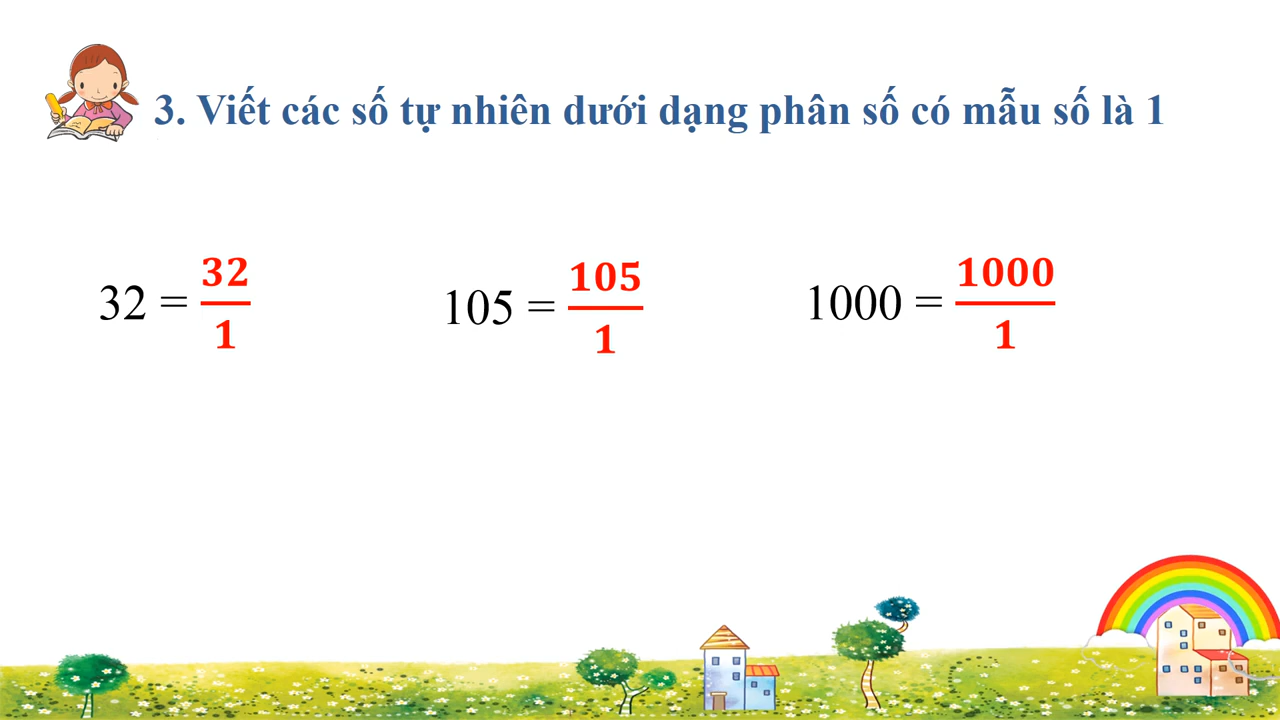 3. Viết các số tự nhiên dưới dạng phân số có mẫu số là 1
32 = 32/1
105 = 105/1
1000 = 1000/1